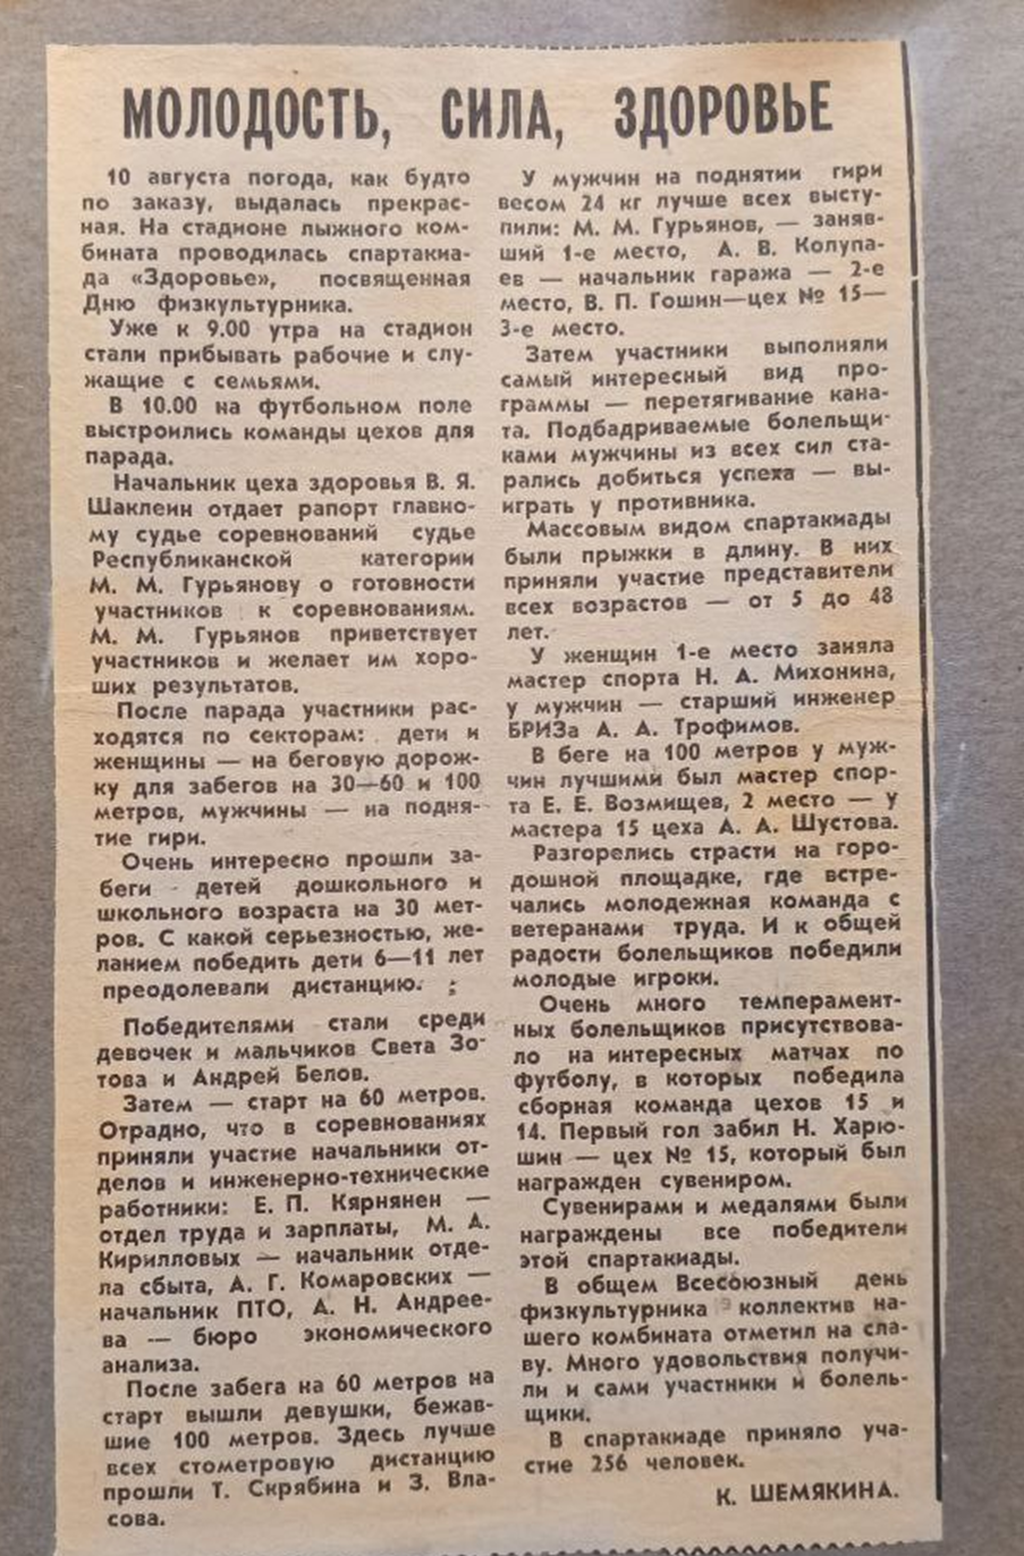 МОЛОДОСТЬ, СИЛА, ЗДОРОВЬЕ
10 августа погода, как будто
по заказу, выдалась прекрас-
ная. На стадионе лыжного ком-
бината проводилась спартакиа-
да «Здоровье», посвященная
Дню физкультурника.
Уже к 9.00 утра на стадион
стали прибывать рабочие и слу-
жащие с семьями.
В 10.00 на футбольном поле
выстроились команды цехов для
парада.
Начальник цеха здоровья В. Я.
Шаклеин отдает рапорт главно-
му судье соревнований судье
Республиканской категории
М. М. Гурьянову о готовности
участников к соревнованиям.
М. М. Гурьянов приветствует
участников и желает им хоро-
ших результатов.
После парада участники рас-
ходятся по секторам: дети и
женщины — на беговую дорож-
ку для забегов на 30—60 и 100
метров, мужчины — на подня-
тие гири.
Очень интересно прошли за-
беги - детей дошкольного и
школьного возраста на 30 мет-
ров. С какой серьезностью, же-
ланием победить дети 6—11 лет
преодолевали дистанцию. ;
Победителями стали среди
девочек и мальчиков Света Зо-
това и Андрей Белов.
Затем — старт на 60 метров.
Отрадно, что в соревнованиях
приняли участие начальники от-
делов и инженерно-технические
работники: Е. П. Кярнянен —
отдел труда и зарплаты, М. А.
Кирилловых — начальник отде-
ла сбыта, А. Г. Комаровских —
начальник ПТО, А. Н. Андрее-
ва — бюро экономического
анализа.
После забега на 60 метров на
старт вышли девушки, бежав-
шие 100 метров. Здесь лучше
всех стометровую дистанцию
прошли Т. Скрябина и З. Вла-
сова.
У мужчин на поднятии гири
весом 24 кг лучше всех высту-
пили: М. М. Гурьянов, — заняв-
ший 1-е место, А. В. Колупа-
ев — начальник гаража — 2-е
место, В. П. Гошин—цех № 15—
3-е место.
Затем участники выполняли
самый интересный вид про-
граммы — перетягивание кана-
та. Подбадриваемые болельщи-
ками мужчины из всех сил ста-
рались добиться успеха — вы-
играть у противника.
Массовым видом спартакиады
были прыжки в длину. В них
приняли участие представители
всех возрастов — от 5 до 48
лет.
У женщин 1-е место заняла
мастер спорта Н. А. Михонина,
у мужчин — старший инженер
БРИЗа А. А. Трофимов.
В беге на 100 метров у муж-
чин лучшими был мастер спор-
та Е. Е. Возмищев, 2 место — у
мастера 15 цеха А. А. Шустова.
Разгорелись страсти на горо-
дошной площадке, где встре-
чались молодежная команда с
ветеранами труда. И к общей
радости болельщиков победили
молодые игроки.
Очень много темперамент-
ных болельщиков присутствова-
ло на интересных матчах по
футболу, в которых победила
сборная команда цехов 15 и
14. Первый гол забил Н. Харю-
шин — цех № 15, который был
награжден сувениром.
Сувенирами и медалями были
награждены все победители
этой спартакиады.
В общем Всесоюзный день
физкультурника коллектив на-
шего комбината отметил на сла-
ву. Много удовольствия получи-
ли и сами участники и болель-
щики.
В спартакиаде приняло уча-
стие 256 человек.
К. ШЕМЯКИНА.